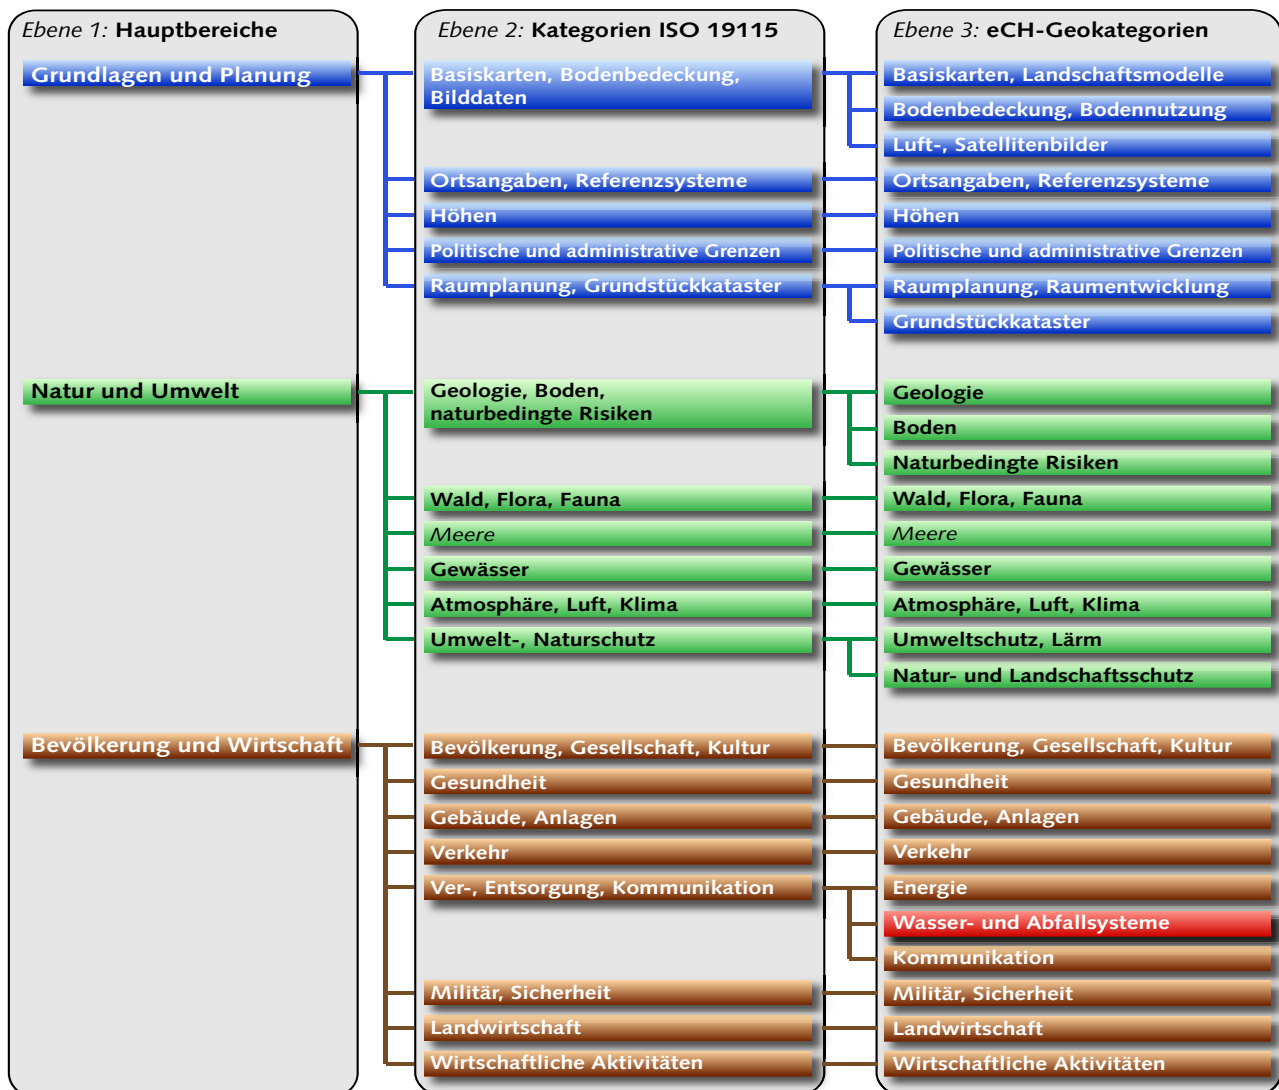 Ebene 1: Hauptbereiche
Grundlagen und Planung
Natur und Umwelt
Bevölkerung und Wirtschaft
Ebene 2: Kategorien ISO 19115
Basiskarten, Bodenbedeckung,
Bilddaten
Ortsangaben, Referenzsysteme
Höhen
Politische und administrative Grenzen
Raumplanung, Grundstückkataster
Geologie, Boden,
naturbedingte Risiken
Wald, Flora, Fauna
Meere
Gewässer
Atmosphäre, Luft, Klima
Umwelt-, Naturschutz
Bevölkerung, Gesellschaft, Kultur
Gesundheit
Gebäude, Anlagen
Verkehr
Ver-, Entsorgung, Kommunikation
Militär, Sicherheit
Landwirtschaft
Wirtschaftliche Aktivitäten
Ebene 3: eCH-Geokategorien
Basiskarten, Landschaftsmodelle
Bodenbedeckung, Bodennutzung
Luft-, Satellitenbilder
Ortsangaben, Referenzsysteme
Höhen
Politische und administrative Grenzen
Raumplanung, Raumentwicklung
Grundstückkataster
Geologie
Boden
Naturbedingte Risiken
Wald, Flora, Fauna
Meere
Gewässer
Atmosphäre, Luft, Klima
Umweltschutz, Lärm
Natur- und Landschaftsschutz
Bevölkerung, Gesellschaft, Kultur
Gesundheit
Gebäude, Anlagen
Verkehr
Energie
Wasser- und Abfallsysteme
Kommunikation
Militär, Sicherheit
Landwirtschaft
Wirtschaftliche Aktivitäten